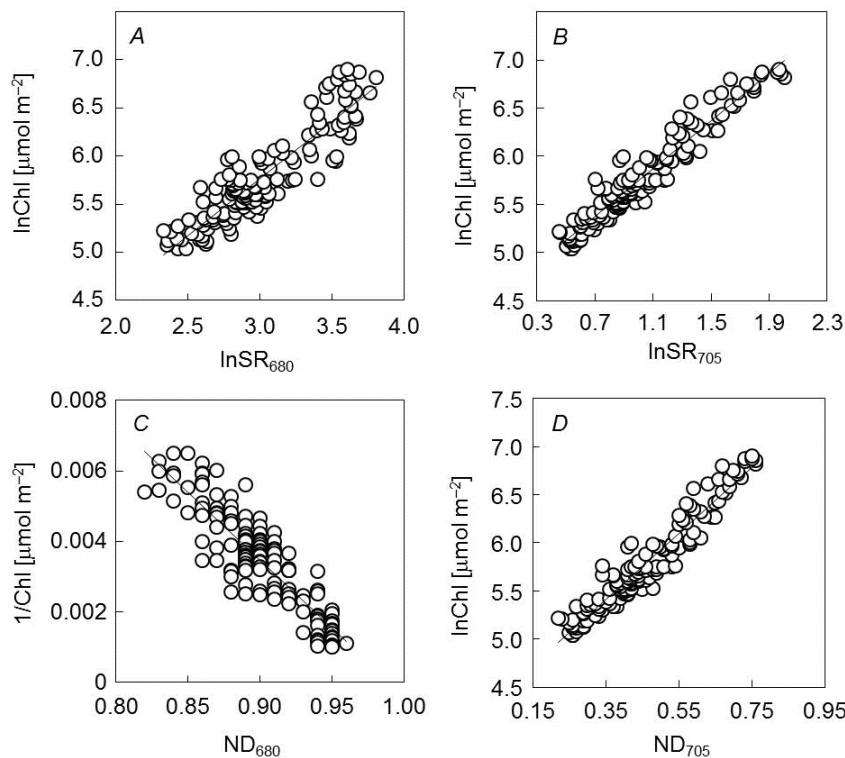 A
7.0
6.5
6.0
5.5
5.0
4.5
lnChl [µmol m⁻²]
2.0 2.5 3.0 3.5 4.0
lnSR₆₈₀
B
7.0
6.5
6.0
5.5
5.0
4.5
lnChl [µmol m⁻²]
0.3 0.7 1.1 1.5 1.9 2.3
lnSR₇₀₅
C
0.008
0.006
0.004
0.002
0
1/Chl [µmol m⁻²]
0.80 0.85 0.90 0.95 1.00
ND₆₈₀
D
7.5
7.0
6.5
6.0
5.5
5.0
4.5
lnChl [µmol m⁻²]
0.15 0.35 0.55 0.75 0.95
ND₇₀₅